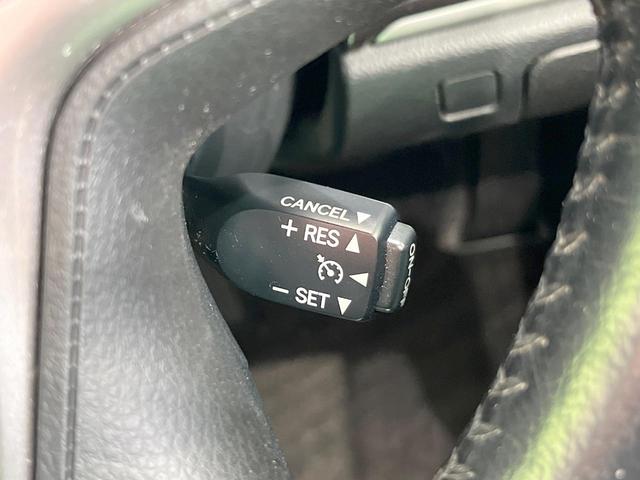 CANCEL ▼
+ RES ▲
− SET ▼
ON-OFF